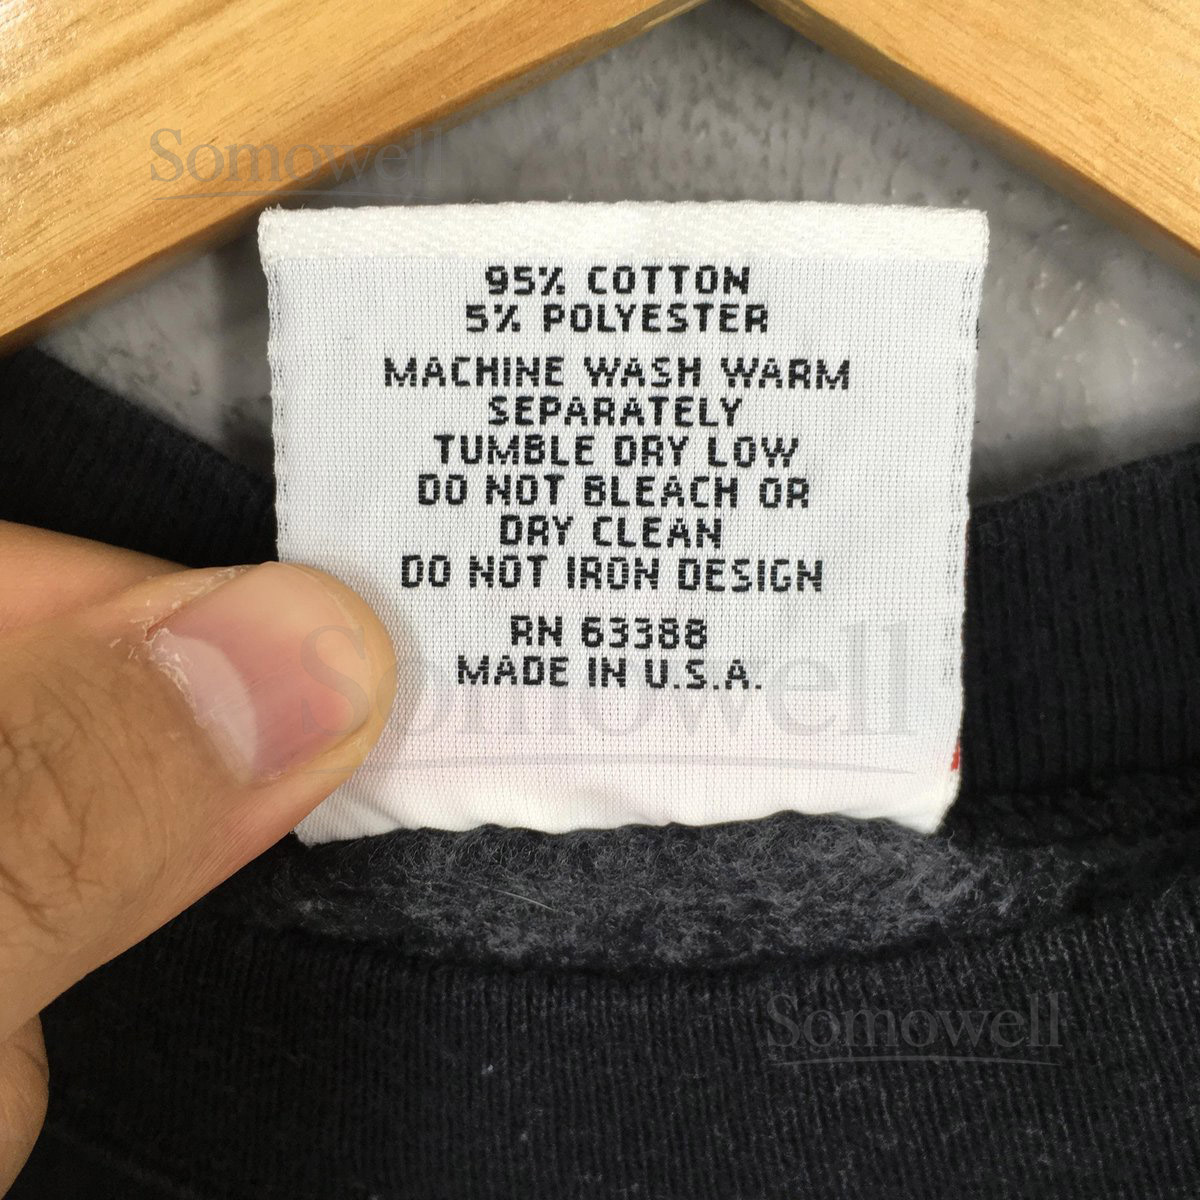 Somowell
95% COTTON
5% POLYESTER
MACHINE WASH WARM
SEPARATELY
TUMBLE DRY LOW
DO NOT BLEACH OR
DRY CLEAN
DO NOT IRON DESIGN
RN 63388
Somowell
MADE IN U.S.A.
Somowell